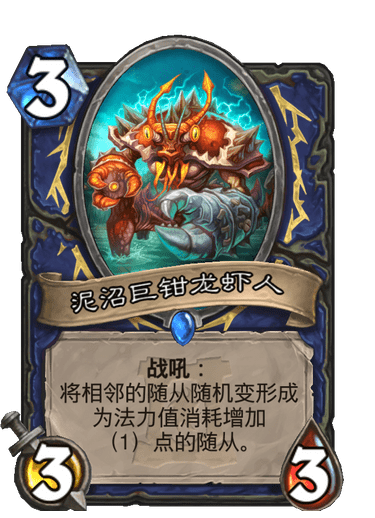 3
泥沼巨钳龙虾人
战吼：
将相邻的随从随机变形成
为法力值消耗增加
（1）点的随从。
3
3